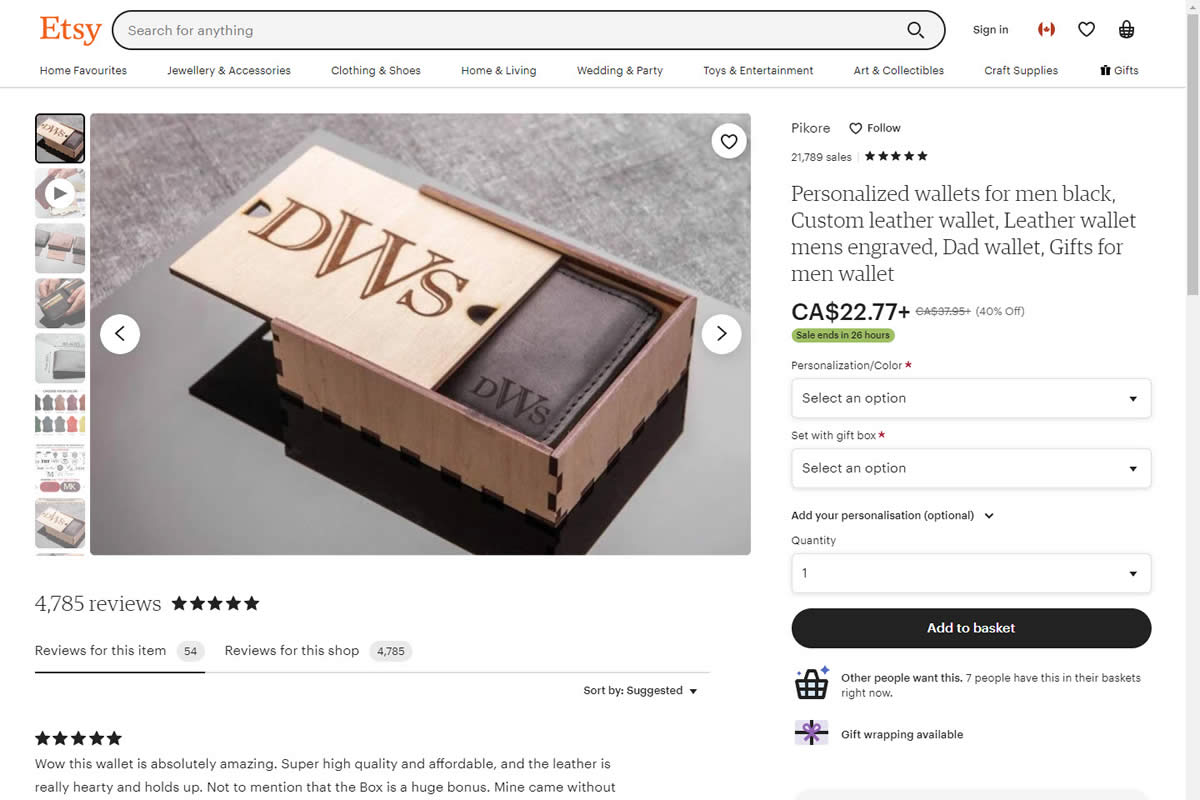 Etsy
Search for anything
Sign in
Home Favourites
Jewellery & Accessories
Clothing & Shoes
Home & Living
Wedding & Party
Toys & Entertainment
Art & Collectibles
Craft Supplies
Gifts
DWS
DWS
Pikore
Follow
21,789 sales
Personalized wallets for men black,
Custom leather wallet, Leather wallet
mens engraved, Dad wallet, Gifts for
men wallet
CA$22.77+ CA$37.95+ (40% Off)
Sale ends in 26 hours
Personalization/Color *
Select an option
Set with gift box *
Select an option
Add your personalisation (optional)
Quantity
1
Add to basket
Other people want this. 7 people have this in their baskets
right now.
Gift wrapping available
4,785 reviews
Reviews for this item 54
Reviews for this shop 4,785
Sort by: Suggested
Wow this wallet is absolutely amazing. Super high quality and affordable, and the leather is
really hearty and holds up. Not to mention that the Box is a huge bonus. Mine came without